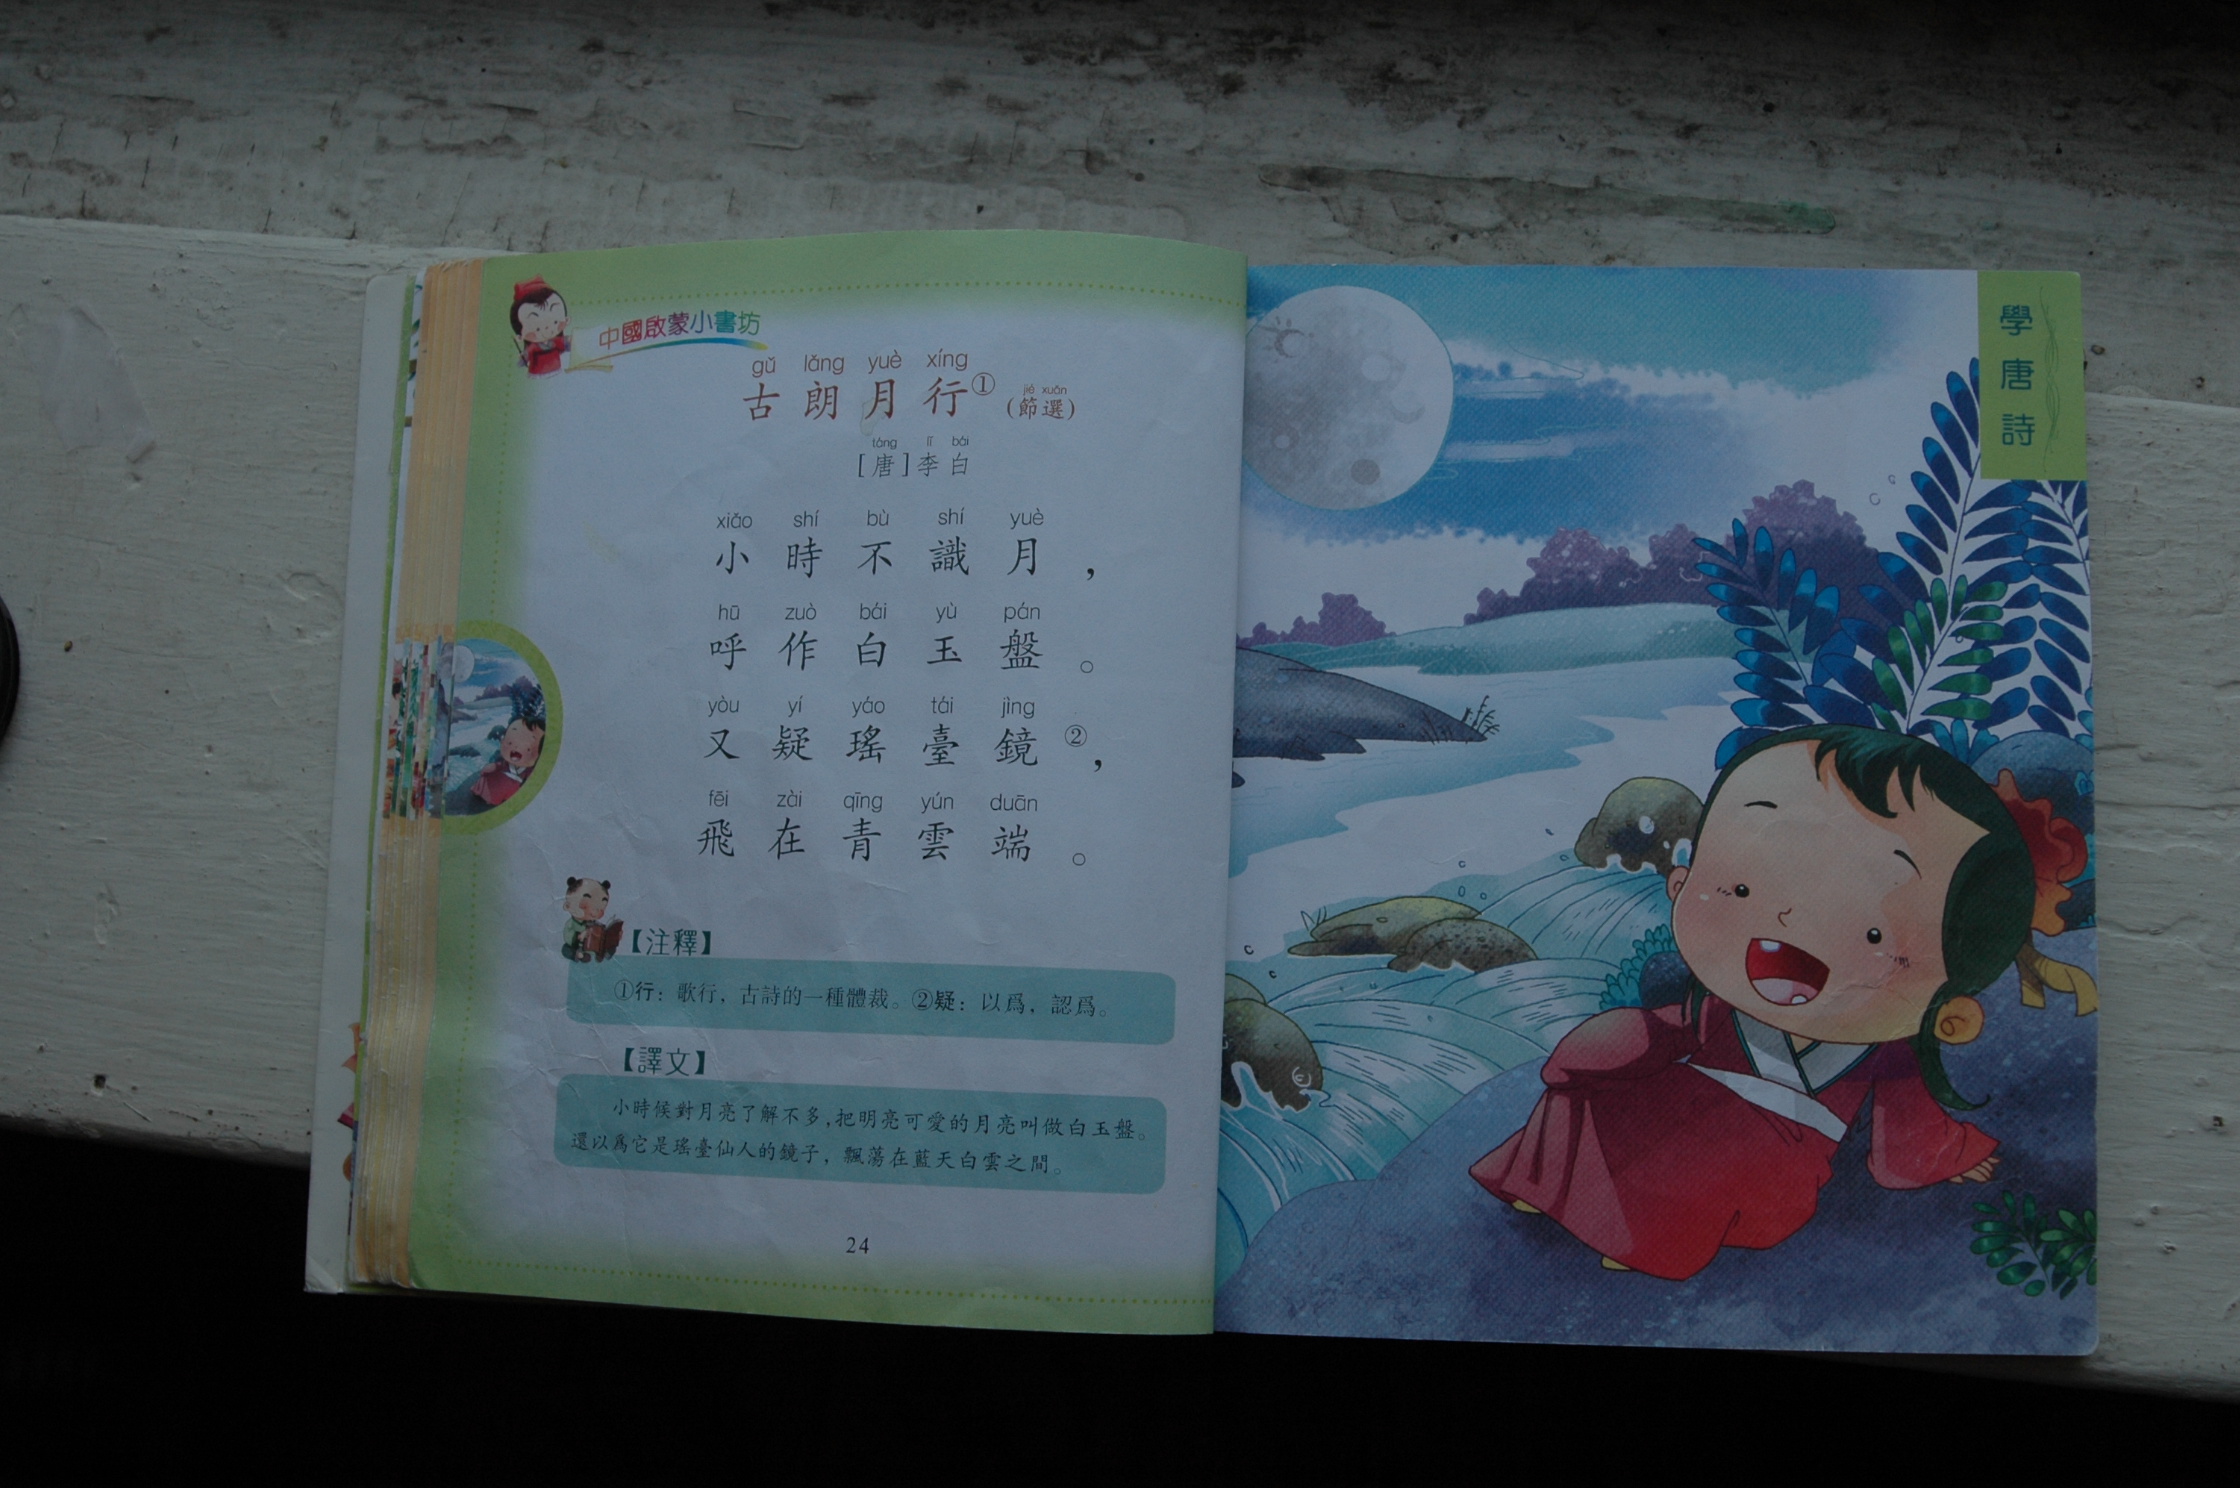 中國啟蒙小書坊
gǔ lǎng yuè xíng
古朗月行① (節選)
jié xuǎn
táng lǐ bái
[唐]李白
xiǎo shí bù shí yuè
小時不識月，
hū zuò bái yù pán
呼作白玉盤。
yòu yí yáo tái jìng
又疑瑤臺鏡②，
fēi zài qīng yún duān
飛在青雲端。
【注釋】
①行：歌行，古詩的一種體裁。②疑：以爲，認爲。
【譯文】
小時候對月亮了解不多，把明亮可愛的月亮叫做白玉盤。
還以爲它是瑤臺仙人的鏡子，飄蕩在藍天白雲之間。
24
學唐詩